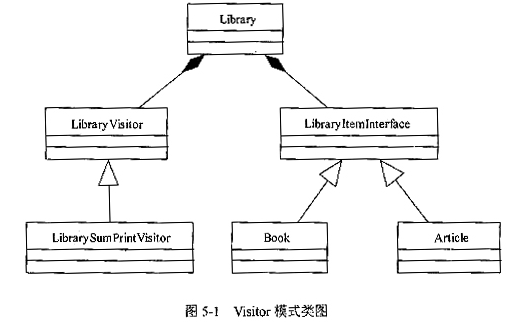 Library
LibraryVisitor
LibraryItemInterface
LibrarySumPrintVisitor
Book
Article
图 5-1 Visitor 模式类图